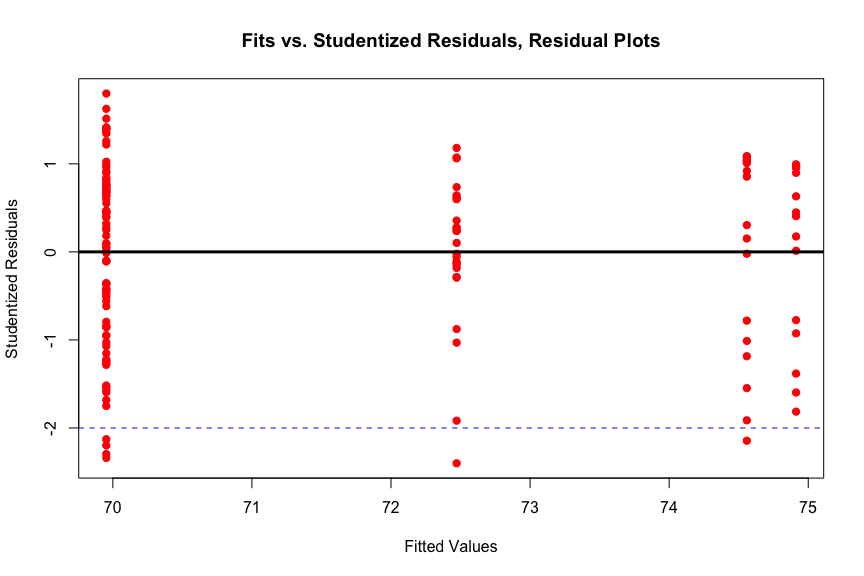 Fits vs. Studentized Residuals, Residual Plots
Studentized Residuals
1
0
-1
-2
70 71 72 73 74 75
Fitted Values